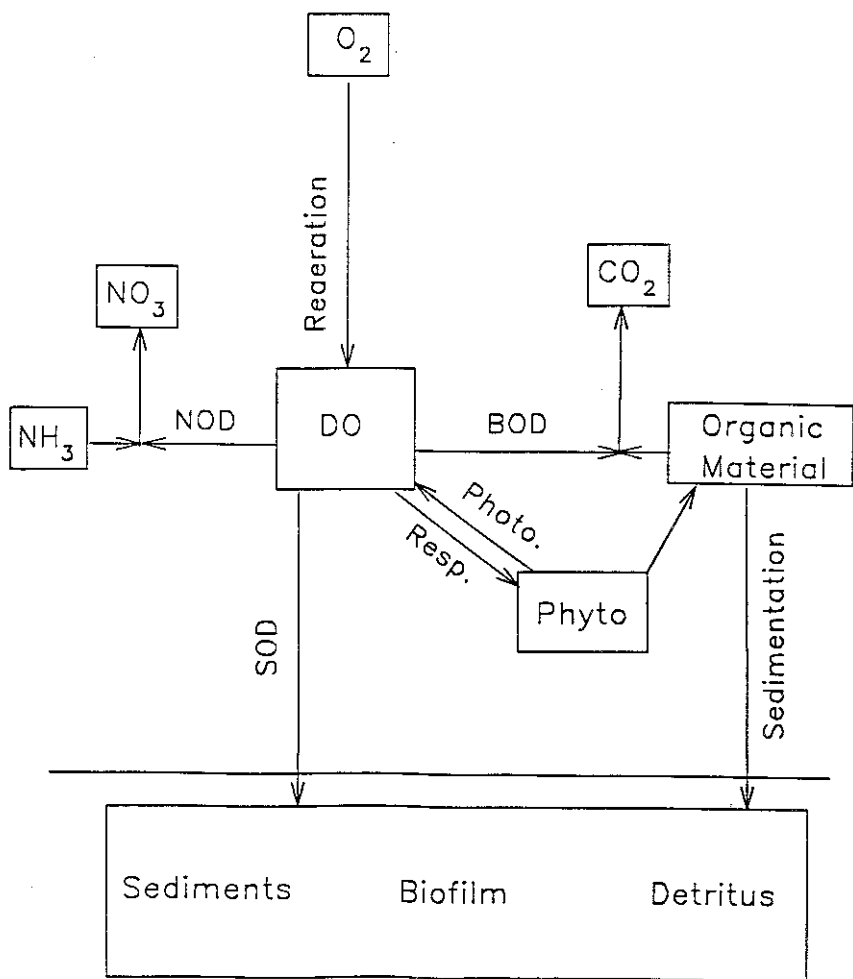 O₂
Reaeration
NO₃
CO₂
NH₃
NOD
DO
BOD
Organic
Material
Photo.
Resp.
Phyto
SOD
Sedimentation
Sediments
Biofilm
Detritus